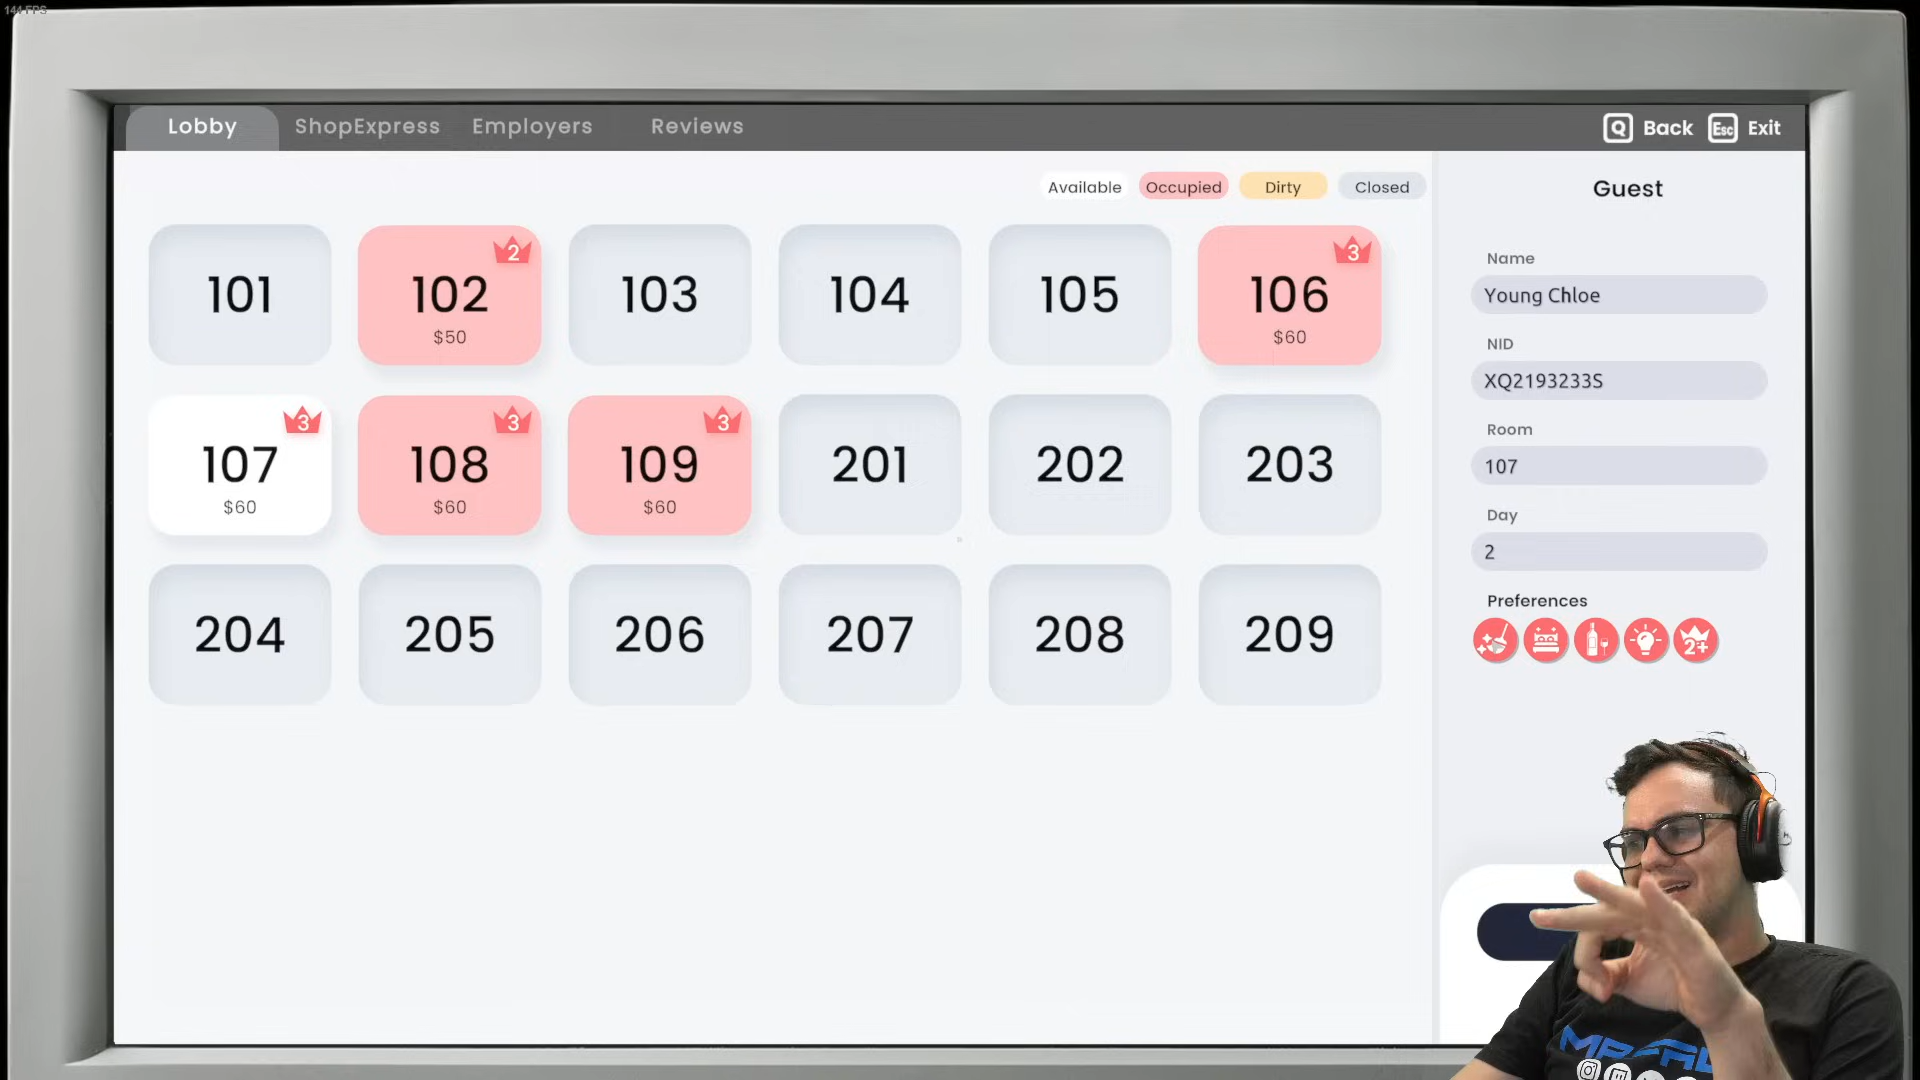 144 FPS
Lobby
ShopExpress
Employers
Reviews
Q Back
Esc Exit
Available
Occupied
Dirty
Closed
101
102
2
$50
103
104
105
106
3
$60
107
3
$60
108
3
$60
109
3
$60
201
202
203
204
205
206
207
208
209
Guest
Name
Young Chloe
NID
XQ2193233S
Room
107
Day
2
Preferences
2+